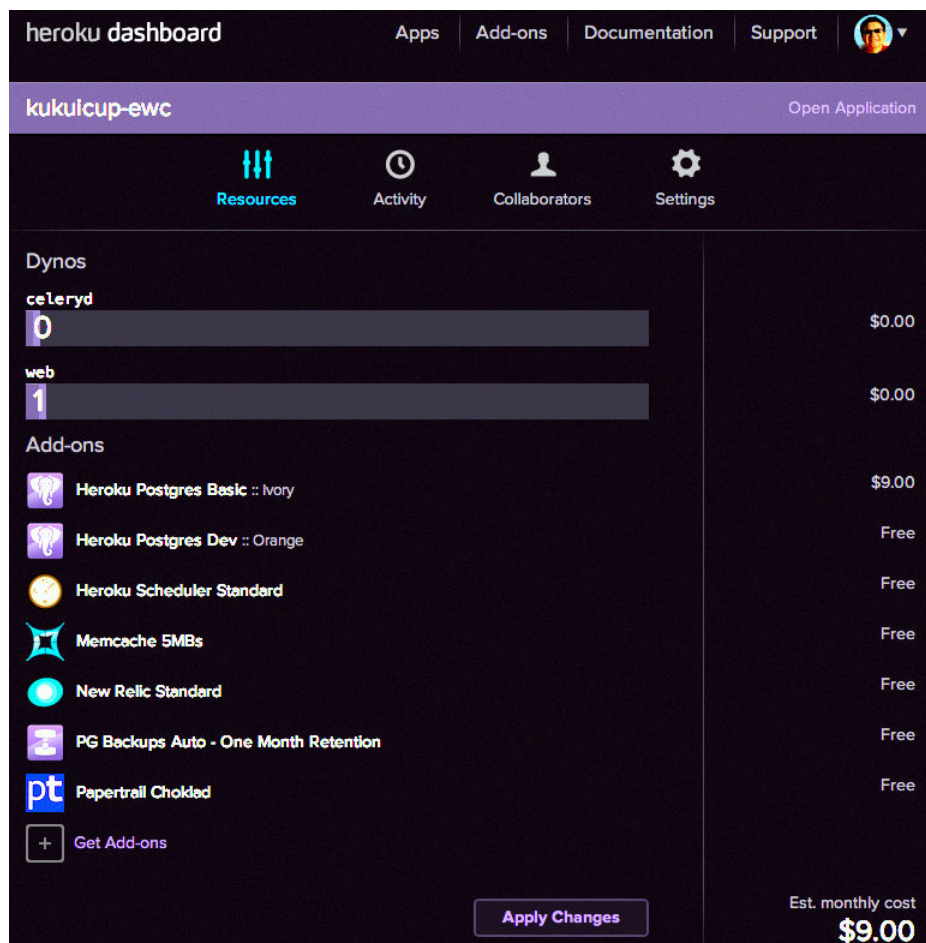 heroku dashboard Apps Add-ons Documentation Support
kukuicup-ewc Open Application
Resources Activity Collaborators Settings
Dynos
celeryd
0 $0.00
web
1 $0.00
Add-ons
Heroku Postgres Basic :: Ivory $9.00
Heroku Postgres Dev :: Orange Free
Heroku Scheduler Standard Free
Memcache 5MBs Free
New Relic Standard Free
PG Backups Auto - One Month Retention Free
pt Papertrail Choklad Free
+ Get Add-ons
Est. monthly cost
Apply Changes $9.00